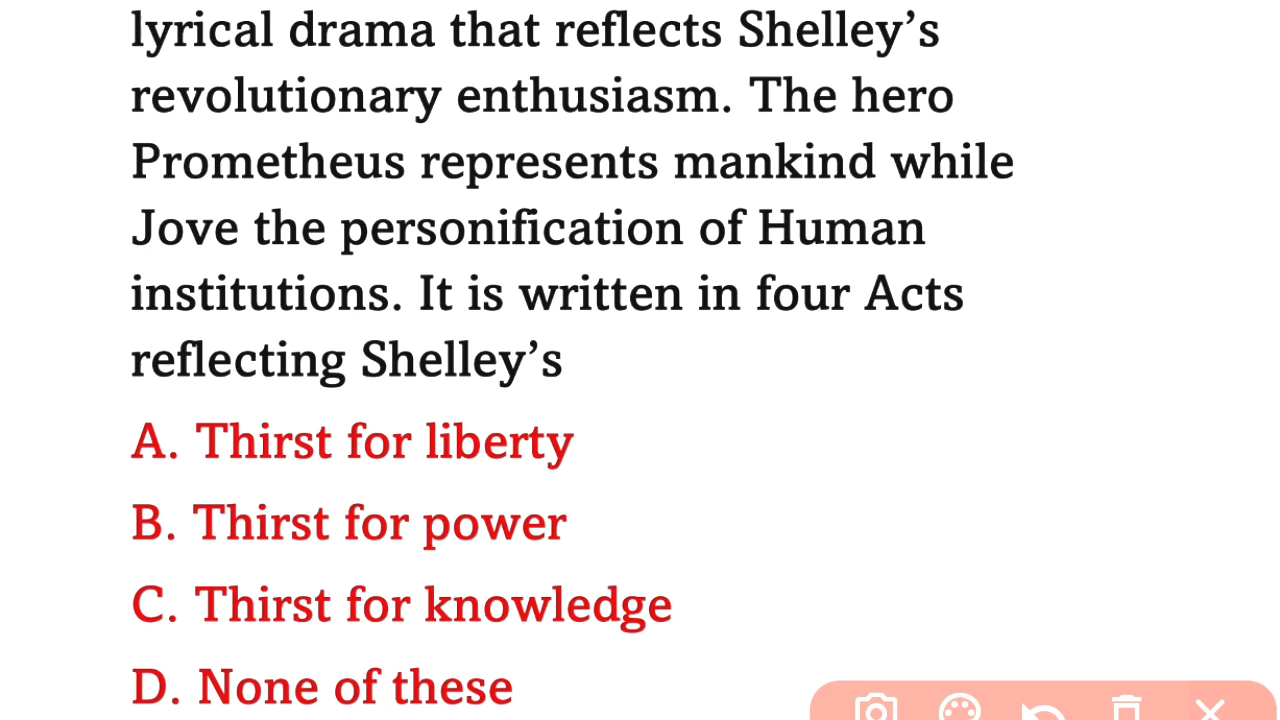 lyrical drama that reflects Shelley’s
revolutionary enthusiasm. The hero
Prometheus represents mankind while
Jove the personification of Human
institutions. It is written in four Acts
reflecting Shelley’s
A. Thirst for liberty
B. Thirst for power
C. Thirst for knowledge
D. None of these